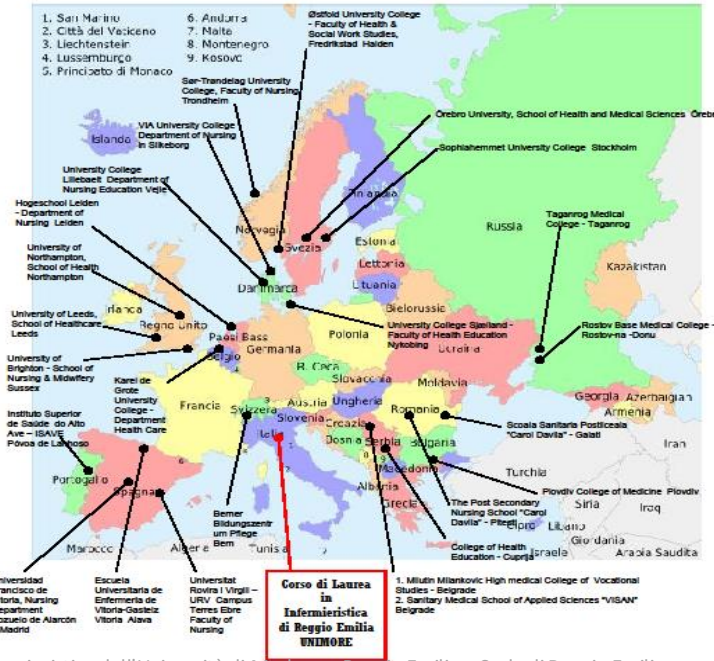 1. San Marino
2. Città del Vaticano
3. Liechtenstein
4. Lussemburgo
5. Principato di Monaco
6. Andorra
7. Malta
8. Montenegro
9. Kosovo
Østfold University College
- Faculty of Health &
Social Work Studies,
Fredrikstad Halden
Sør-Trøndelag University
College, Faculty of Nursing
Trondheim
VIA University College
Department of Nursing
in Silkeborg
University College
Lillebaelt Department of
Nursing Education Vejle
Hogeschool Leiden
- Department of
Nursing Leiden
University of
Northampton,
School of Health
Northampton
University of Leeds,
School of Healthcare,
Leeds
University of
Brighton - School of
Nursing & Midwifery
Sussex
Karel de
Grote
University
College -
Department
Health Care
Instituto Superior
de Saúde do Alto
Ave – ISAVE
Póvoa de Lanhoso
Örebro University, School of Health and Medical Sciences Örebro
Sophiahemmet University College Stockholm
Taganrog Medical
College - Taganrog
University College Sjælland -
Faculty of Health Education
Nykobing
Rostov Base Medical College -
Rostov-na -Donu
Scoala Sanitaria Postliceala
"Carol Davila" - Galati
Plovdiv College of Medicine Plovdiv
The Post Secondary
Nursing School "Carol
Davila" - Pitesti
College of Health
Education - Cuprija
1. Milutin Milankovic High medical College of Vocational
Studies - Belgrade
2. Sanitary Medical School of Applied Sciences "VISAN"
Belgrade
Berner
Bildungszentr
um Pflege
Bern
Corso di Laurea
in
Infermieristica
di Reggio Emilia
UNIMORE
Universitat
Rovira i Virgili –
URV Campus
Terres Ebre
Faculty of
Nursing
Escuela
Universitaria de
Enfermeria de
Vitoria-Gasteiz
Vitoria Alava
niversidad
rancisco de
itoria, Nursing
epartment
ozuelo de Alarcón
Madrid
Islanda
Norvegia
Svezia
Finlandia
Estonia
Lettonia
Lituania
Russia
Kazakistan
Danimarca
Irlanda
Regno Unito
Paesi Bass
Belgio
Germania
Polonia
Bielorussia
Ucraina
R. Ceca
Slovacchia
Moldavia
Francia
Svizzera
Austria
Ungheria
Slovenia
Romania
Croazia
Bosnia
Serbia
Bulgaria
Italia
Macedonia
Albania
Grecia
Georgia
Azerbaigian
Armenia
Turchia
Iran
Siria
Iraq
Cipro
Libano
Israele
Giordania
Arabia Saudita
Portogallo
Spagna
Marocco
Algeria
Tunisia